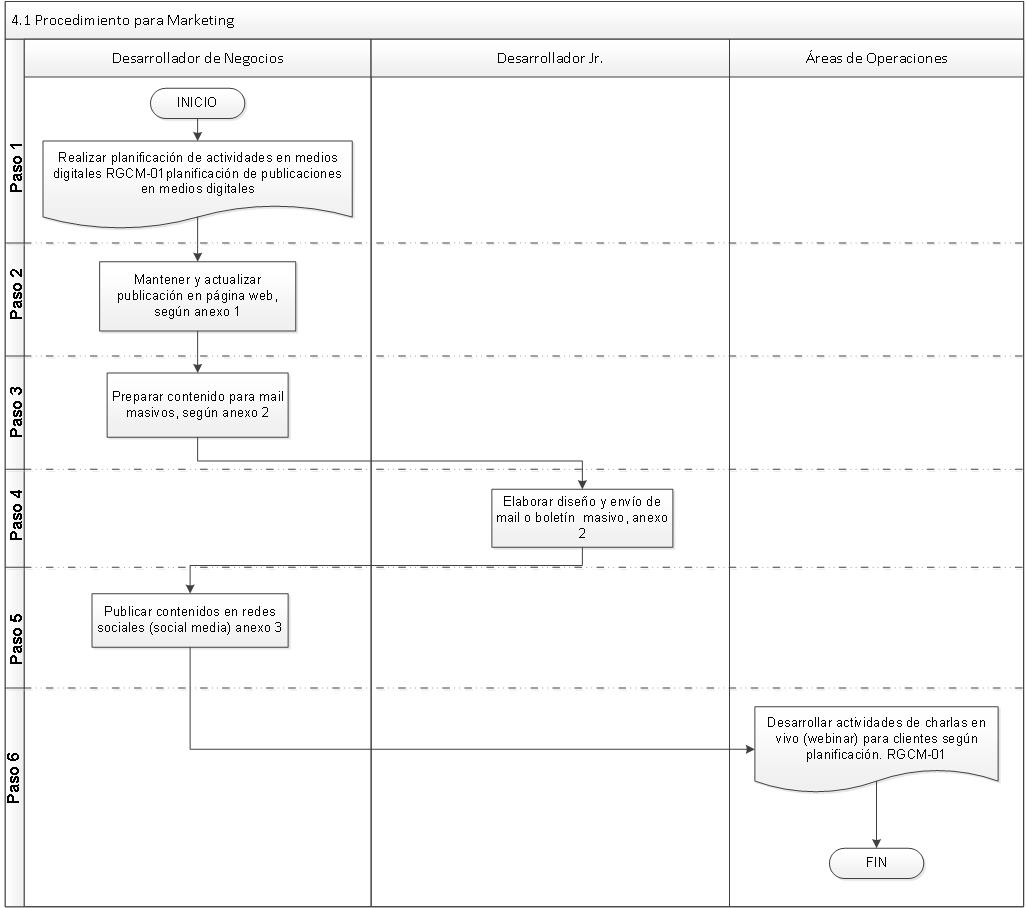 4.1 Procedimiento para Marketing
Desarrollador de Negocios
Desarrollador Jr.
Áreas de Operaciones
Paso 1
INICIO
Realizar planificación de actividades en medios
digitales RGCM-01planificación de publicaciones
en medios digitales
Paso 2
Mantener y actualizar
publicación en página web,
según anexo 1
Paso 3
Preparar contenido para mail
masivos, según anexo 2
Paso 4
Elaborar diseño y envío de
mail o boletín masivo, anexo
2
Paso 5
Publicar contenidos en redes
sociales (social media) anexo 3
Paso 6
Desarrollar actividades de charlas en
vivo (webinar) para clientes según
planificación. RGCM-01
FIN